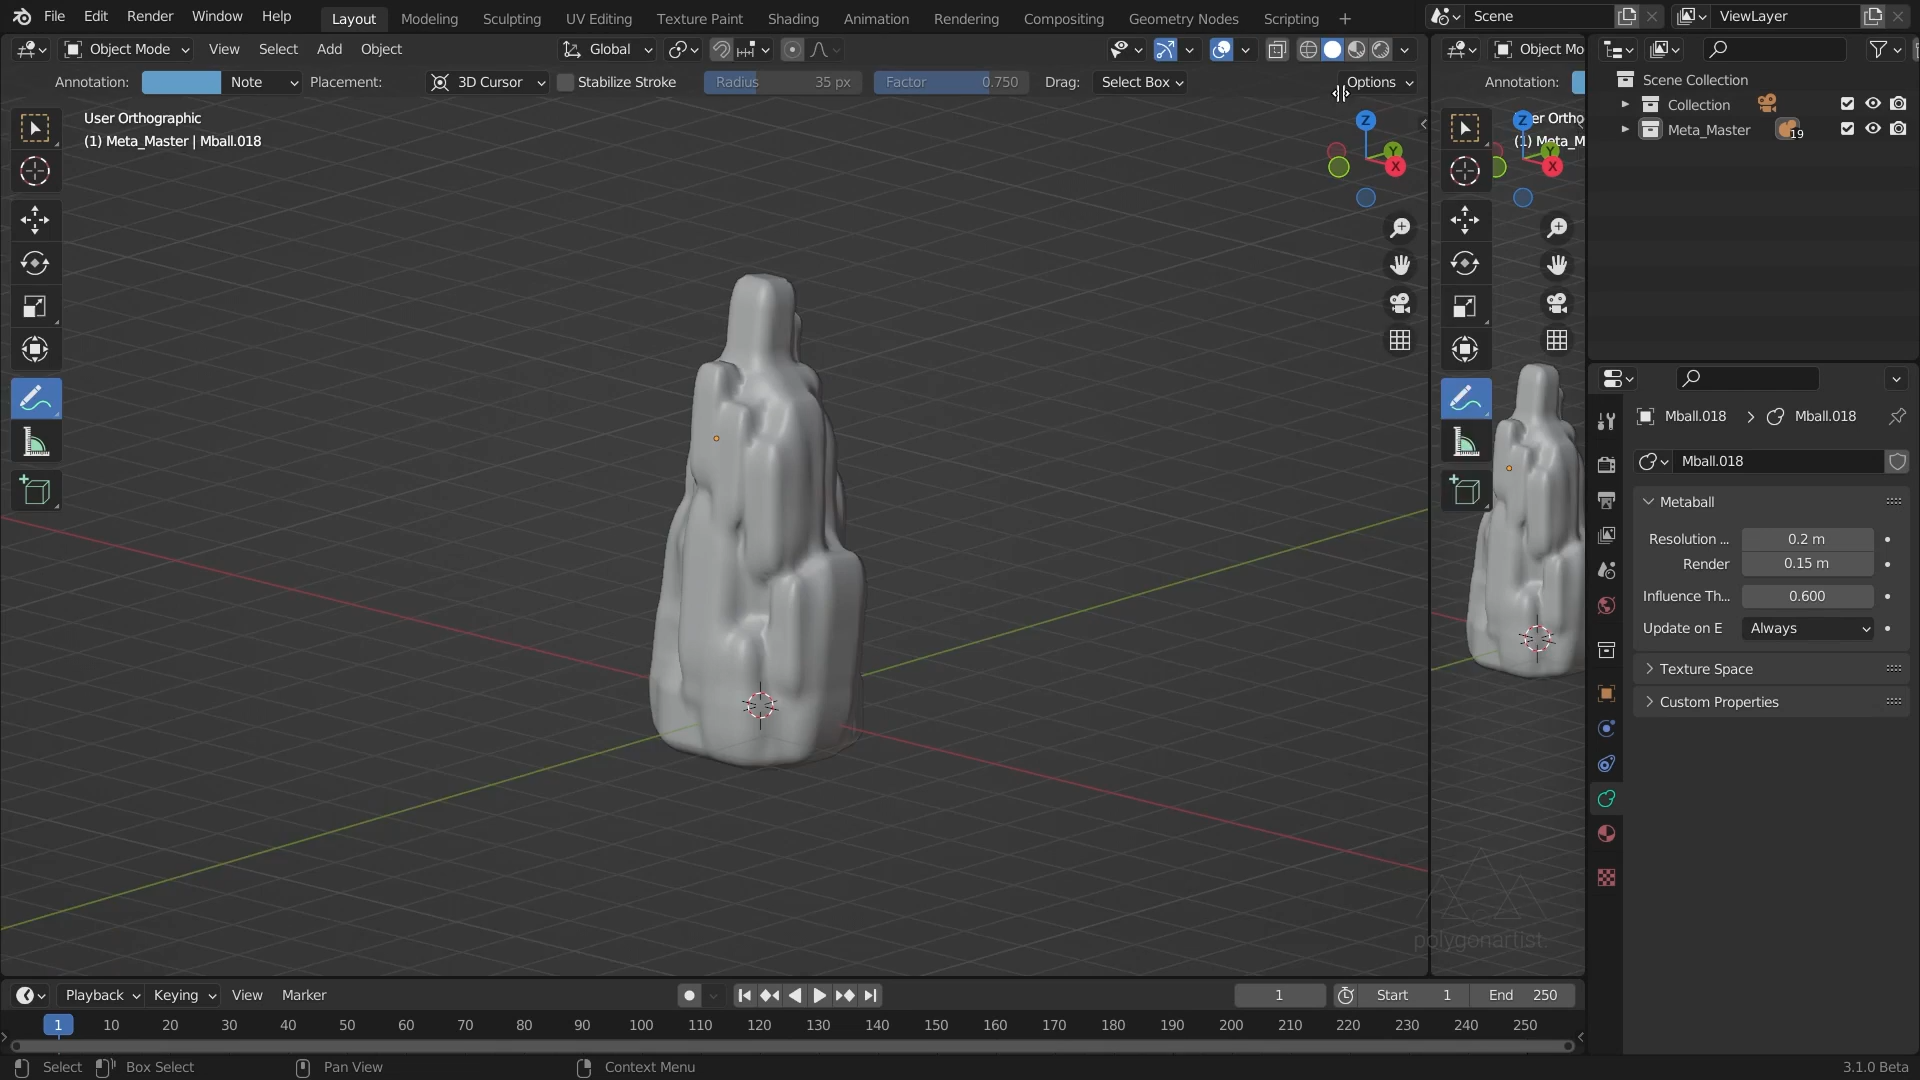 File Edit Render Window Help Layout Modeling Sculpting UV Editing Texture Paint Shading Animation Rendering Compositing Geometry Nodes Scripting + Scene ViewLayer
Object Mode View Select Add Object Global Object Mo
Annotation: Note Placement: 3D Cursor Stabilize Stroke Radius 35 px Factor 0.750 Drag: Select Box Options Annotation:
Scene Collection
Collection
Meta_Master 19
User Orthographic
(1) Meta_Master | Mball.018
Z Y X
er Ortho
(1) Meta_M
Z Y X
Mball.018 > Mball.018
Mball.018
Metaball
Resolution ... 0.2 m
Render 0.15 m
Influence Th... 0.600
Update on E Always
Texture Space
Custom Properties
polygonartist.
Playback Keying View Marker 1 Start 1 End 250
1 10 20 30 40 50 60 70 80 90 100 110 120 130 140 150 160 170 180 190 200 210 220 230 240 250
Select Box Select Pan View Context Menu 3.1.0 Beta